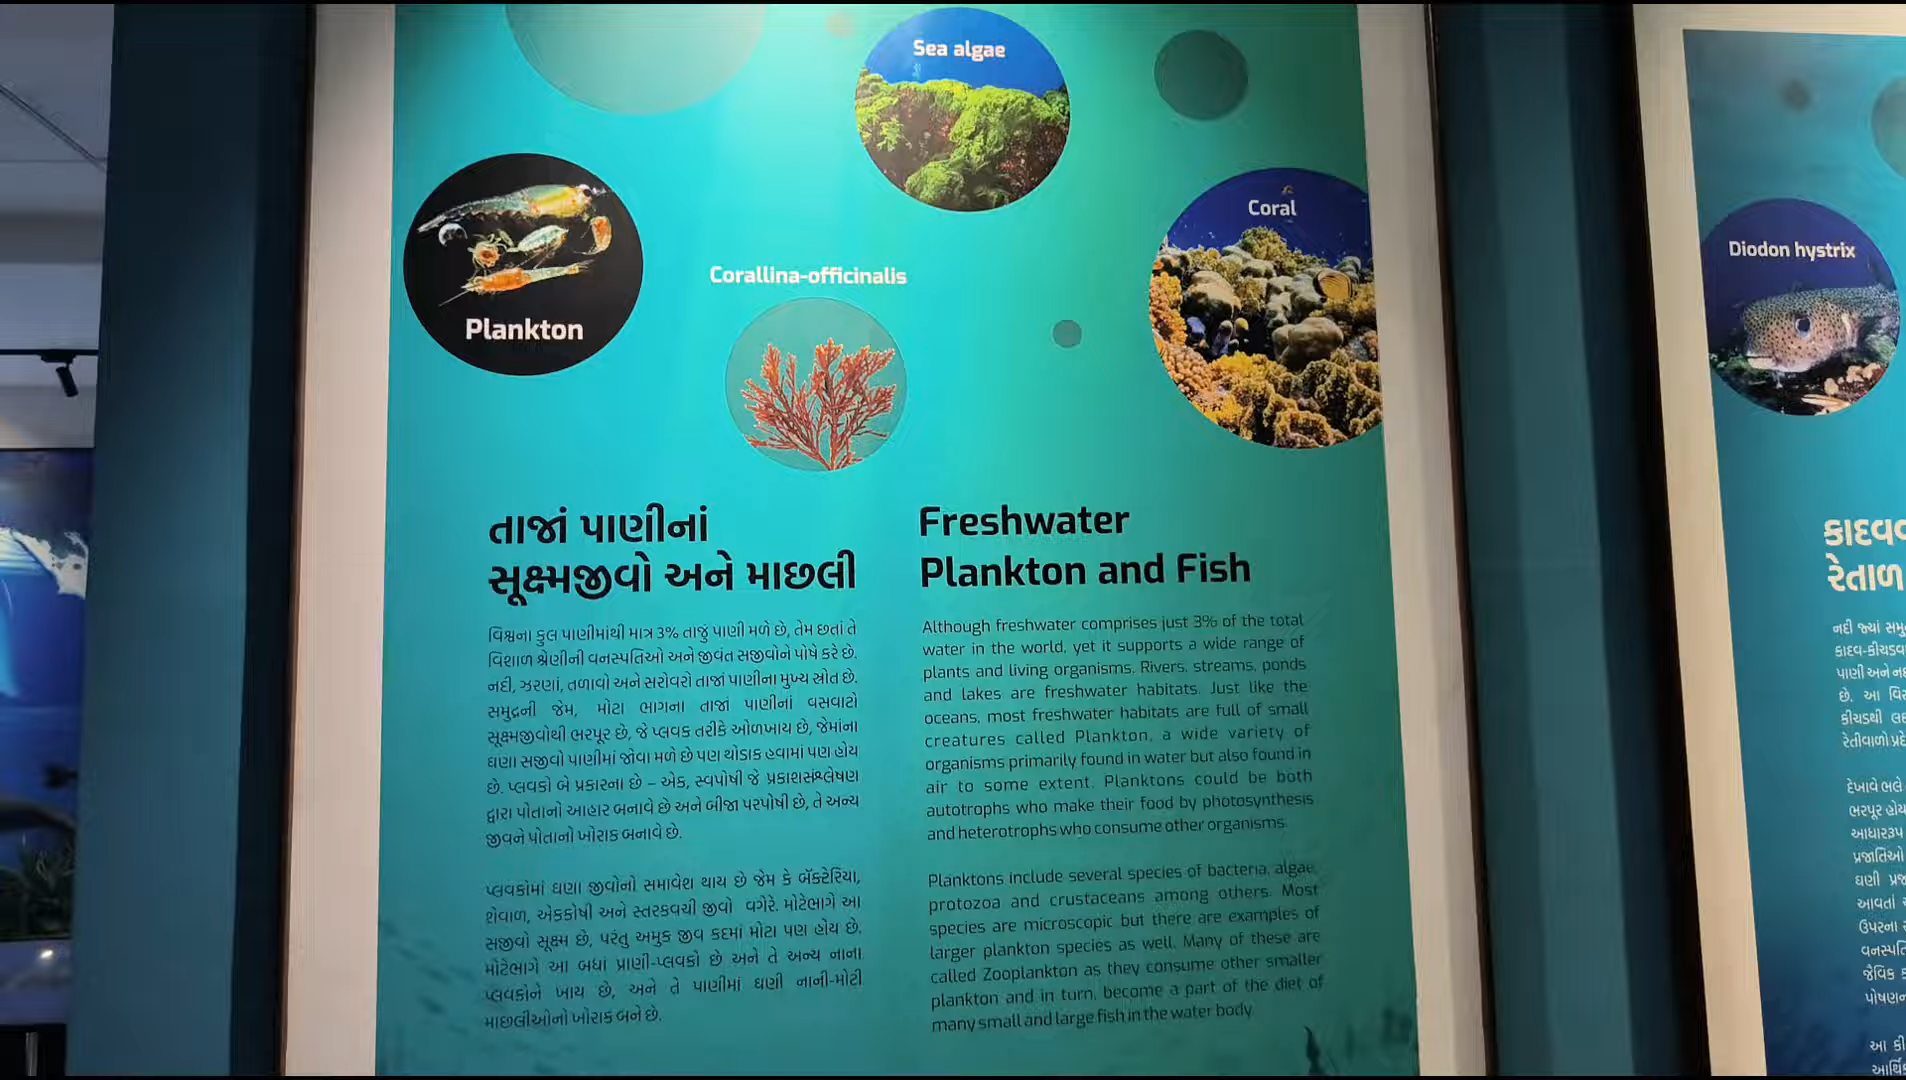 Sea algae
Plankton
Corallina-officinalis
Coral
Diodon hystrix
તાજાં પાણીનાં
સૂક્ષ્મજીવો અને માછલી
વિશ્વના કુલ પાણીમાંથી માત્ર 3% તાજું પાણી મળે છે, તેમ છતાં તે
વિશાળ શ્રેણીની વનસ્પતિઓ અને જીવંત સજીવોને પોષે કરે છે.
નદી, ઝરણાં, તળાવો અને સરોવરો તાજાં પાણીના મુખ્ય સ્રોત છે.
સમુદ્રની જેમ, મોટા ભાગના તાજાં પાણીનાં વસવાટો
સૂક્ષ્મજીવોથી ભરપૂર છે, જે પ્લવક તરીકે ઓળખાય છે, જેમાંના
ઘણા સજીવો પાણીમાં જોવા મળે છે પણ થોડાક હવામાં પણ હોય
છે. પ્લવકો બે પ્રકારના છે – એક, સ્વપોષી જે પ્રકાશસંશ્લેષણ
દ્વારા પોતાનો આહાર બનાવે છે અને બીજા પરપોષી છે, તે અન્ય
જીવને પોતાનો ખોરાક બનાવે છે.
પ્લવકોમાં ઘણા જીવોનો સમાવેશ થાય છે જેમ કે બૅક્ટેરિયા,
શેવાળ, એકકોષી અને સ્તરકવચી જીવો વગેરે. મોટેભાગે આ
સજીવો સૂક્ષ્મ છે, પરંતુ અમુક જીવ કદમાં મોટા પણ હોય છે.
મોટેભાગે આ બધાં પ્રાણી-પ્લવકો છે અને તે અન્ય નાના
પ્લવકોને ખાય છે, અને તે પાણીમાં ઘણી નાની-મોટી
માછલીઓનો ખોરાક બને છે.
Freshwater
Plankton and Fish
Although freshwater comprises just 3% of the total
water in the world, yet it supports a wide range of
plants and living organisms. Rivers, streams, ponds
and lakes are freshwater habitats. Just like the
oceans, most freshwater habitats are full of small
creatures called Plankton, a wide variety of
organisms primarily found in water but also found in
air to some extent. Planktons could be both
autotrophs who make their food by photosynthesis
and heterotrophs who consume other organisms.
Planktons include several species of bacteria, algae,
protozoa and crustaceans among others. Most
species are microscopic but there are examples of
larger plankton species as well. Many of these are
called Zooplankton as they consume other smaller
plankton and in turn, become a part of the diet of
many small and large fish in the water body.
રેતાળ
નદી જ્યાં
પાણી અને
છે. આ
કીચડથી
દેખાવે ભલે
ભરપૂર હોય
આધારરૂપ
પ્રજાતિઓ
ઘણી
આવતાં
ઉપરના
જૈવિક
આ